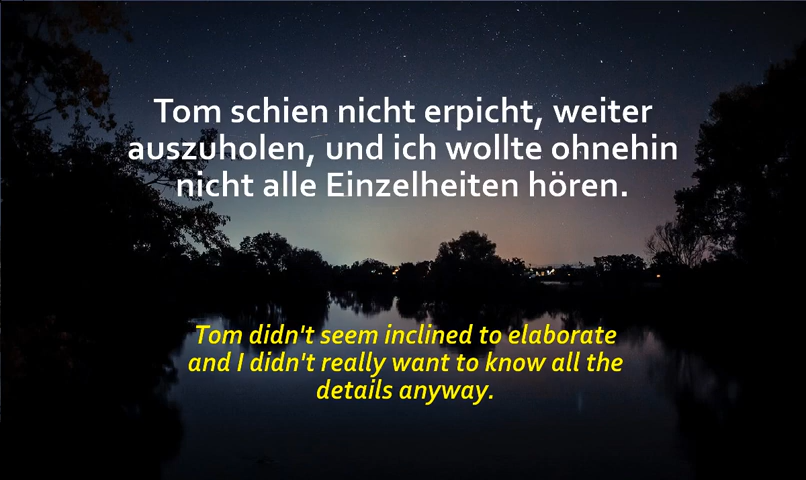 Tom schien nicht erpicht, weiter
auszuholen, und ich wollte ohnehin
nicht alle Einzelheiten hören.
Tom didn't seem inclined to elaborate
and I didn't really want to know all the
details anyway.